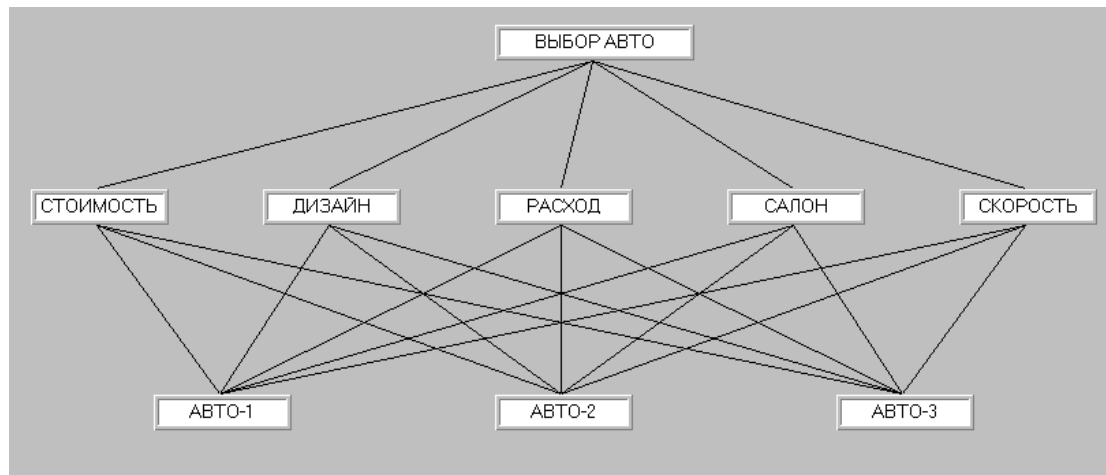 ВЫБОР АВТО
СТОИМОСТЬ
ДИЗАЙН
РАСХОД
САЛОН
СКОРОСТЬ
АВТО-1
АВТО-2
АВТО-3